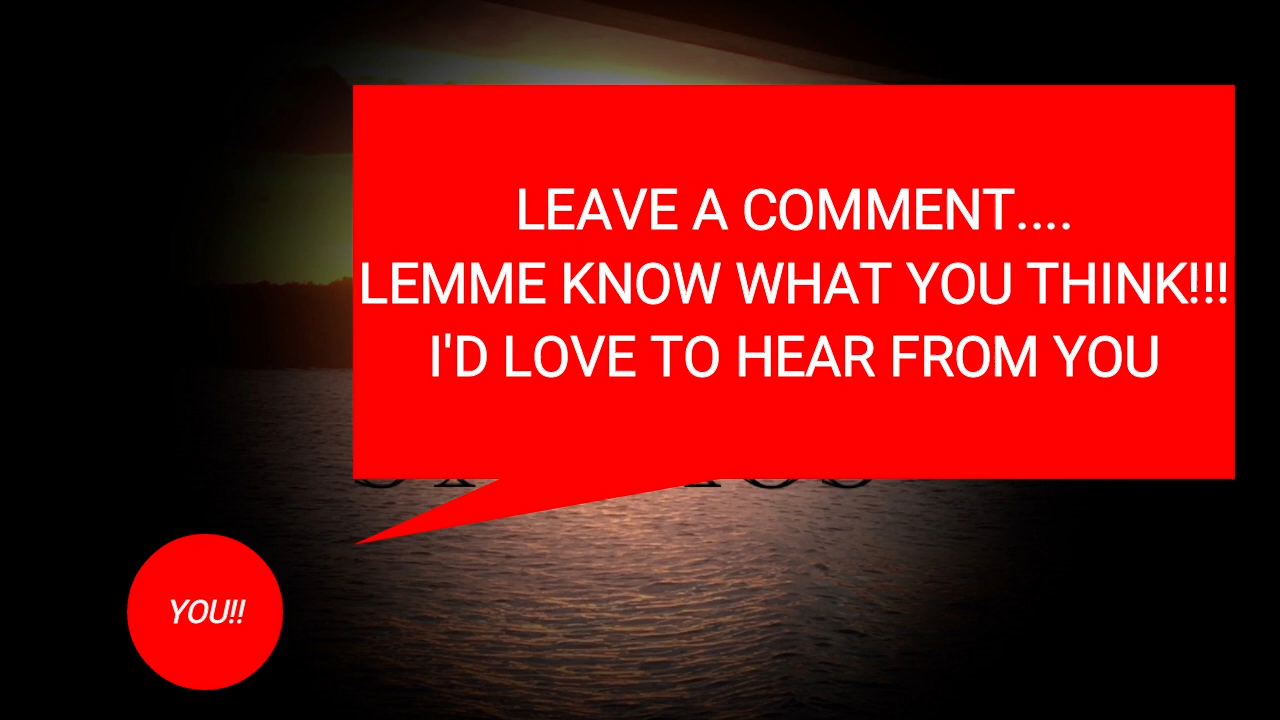 LEAVE A COMMENT....
LEMME KNOW WHAT YOU THINK!!!
I'D LOVE TO HEAR FROM YOU
YOU!!